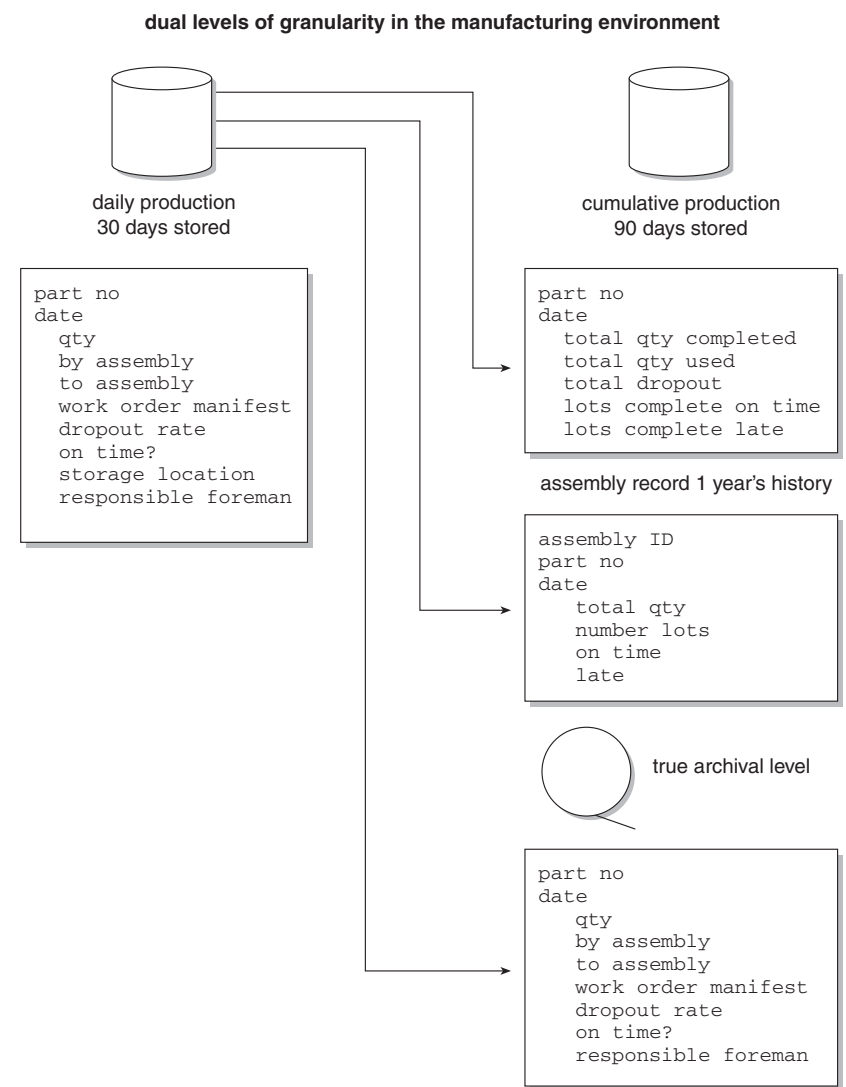 dual levels of granularity in the manufacturing environment
daily production
30 days stored
part no
date
qty
by assembly
to assembly
work order manifest
dropout rate
on time?
storage location
responsible foreman
cumulative production
90 days stored
part no
date
total qty completed
total qty used
total dropout
lots complete on time
lots complete late
assembly record 1 year's history
assembly ID
part no
date
total qty
number lots
on time
late
true archival level
part no
date
qty
by assembly
to assembly
work order manifest
dropout rate
on time?
responsible foreman